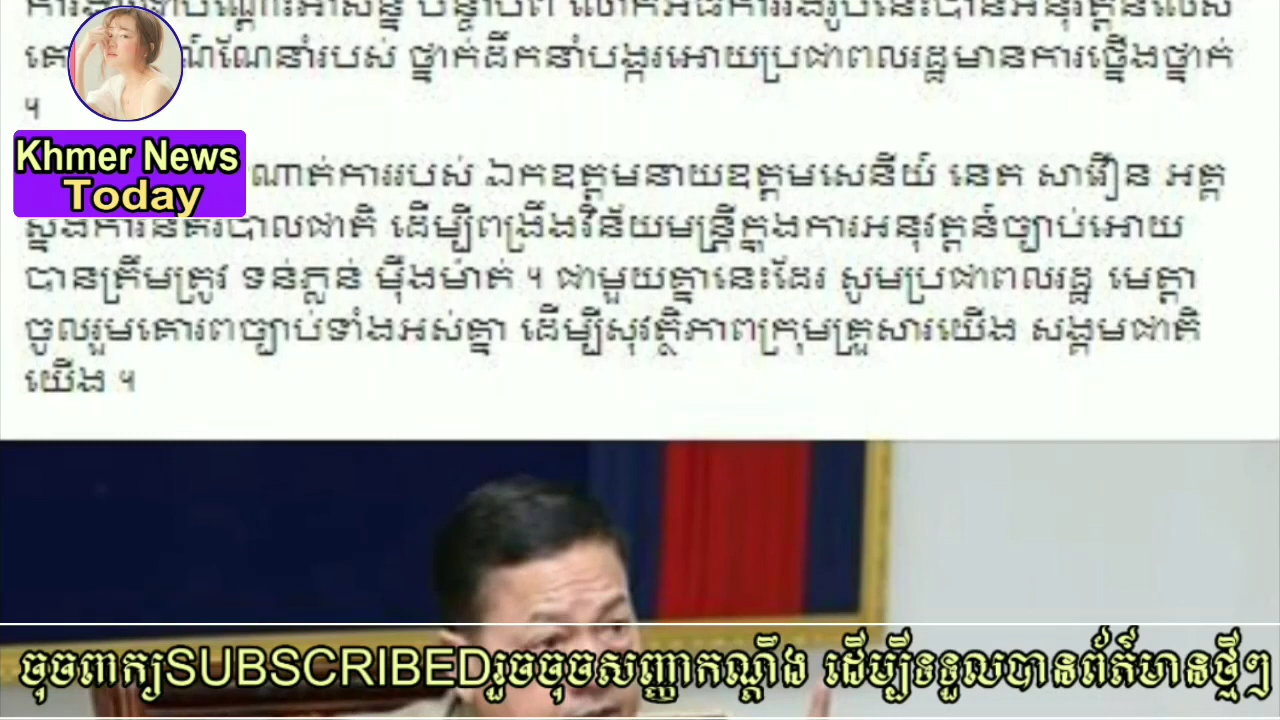 ណែនាំរបស់ ថ្នាក់ដឹកនាំបង្ករអោយប្រជាពលរដ្ឋមានការថ្នើងថ្នាក់
។
Khmer News
Today
ណាត់ការរបស់ ឯកឧត្តមនាយឧត្តមសេនីយ៍ នេត សាវឿន អគ្គ
ស្នងការនគរបាលជាតិ ដើម្បីពង្រឹងវិន័យមន្ត្រីក្នុងការអនុវត្តន៍ច្បាប់អោយ
បានត្រឹមត្រូវ ទន់ភ្លន់ ម៉ឺងម៉ាត់ ។ ជាមួយគ្នានេះដែរ សូមប្រជាពលរដ្ឋ មេត្តា
ចូលរួមគោរពច្បាប់ទាំងអស់គ្នា ដើម្បីសុវត្ថិភាពក្រុមគ្រួសារយើង សង្គមជាតិ
យើង ។
ចុចពាក្យSUBSCRIBEDរួចចុចសញ្ញាកណ្ដឹង ដើម្បីទទួលបានព័ត៌មានថ្មីៗ